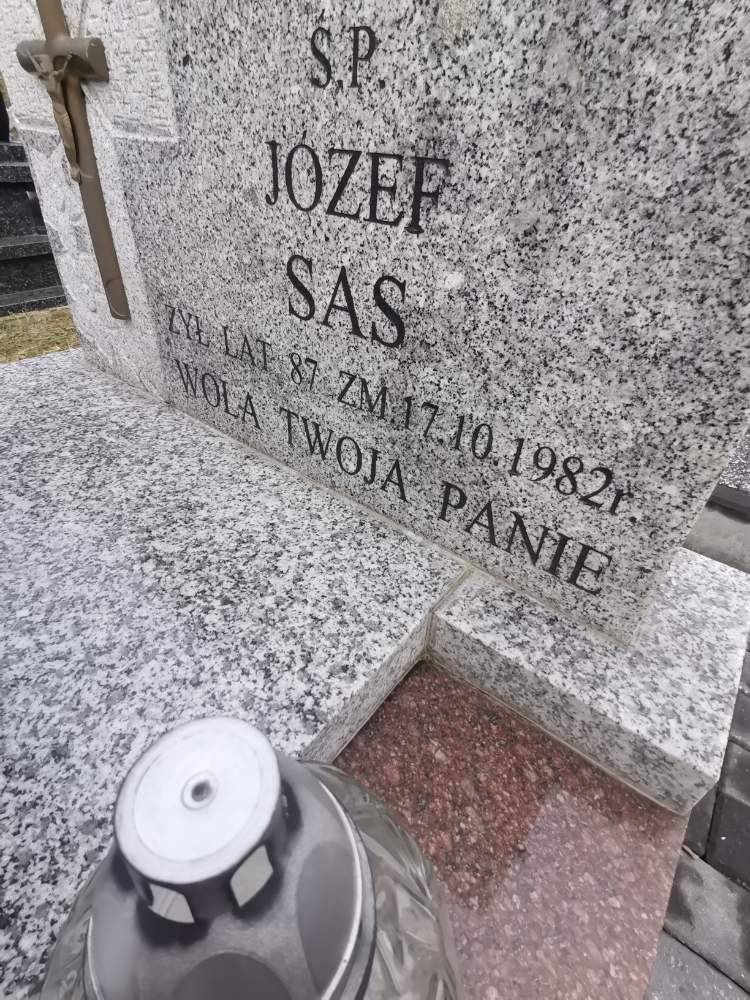 Ś.P.
JÓZEF
SAS
ŻYŁ LAT 87 ZM.17.10.1982r.
WOLA TWOJA PANIE